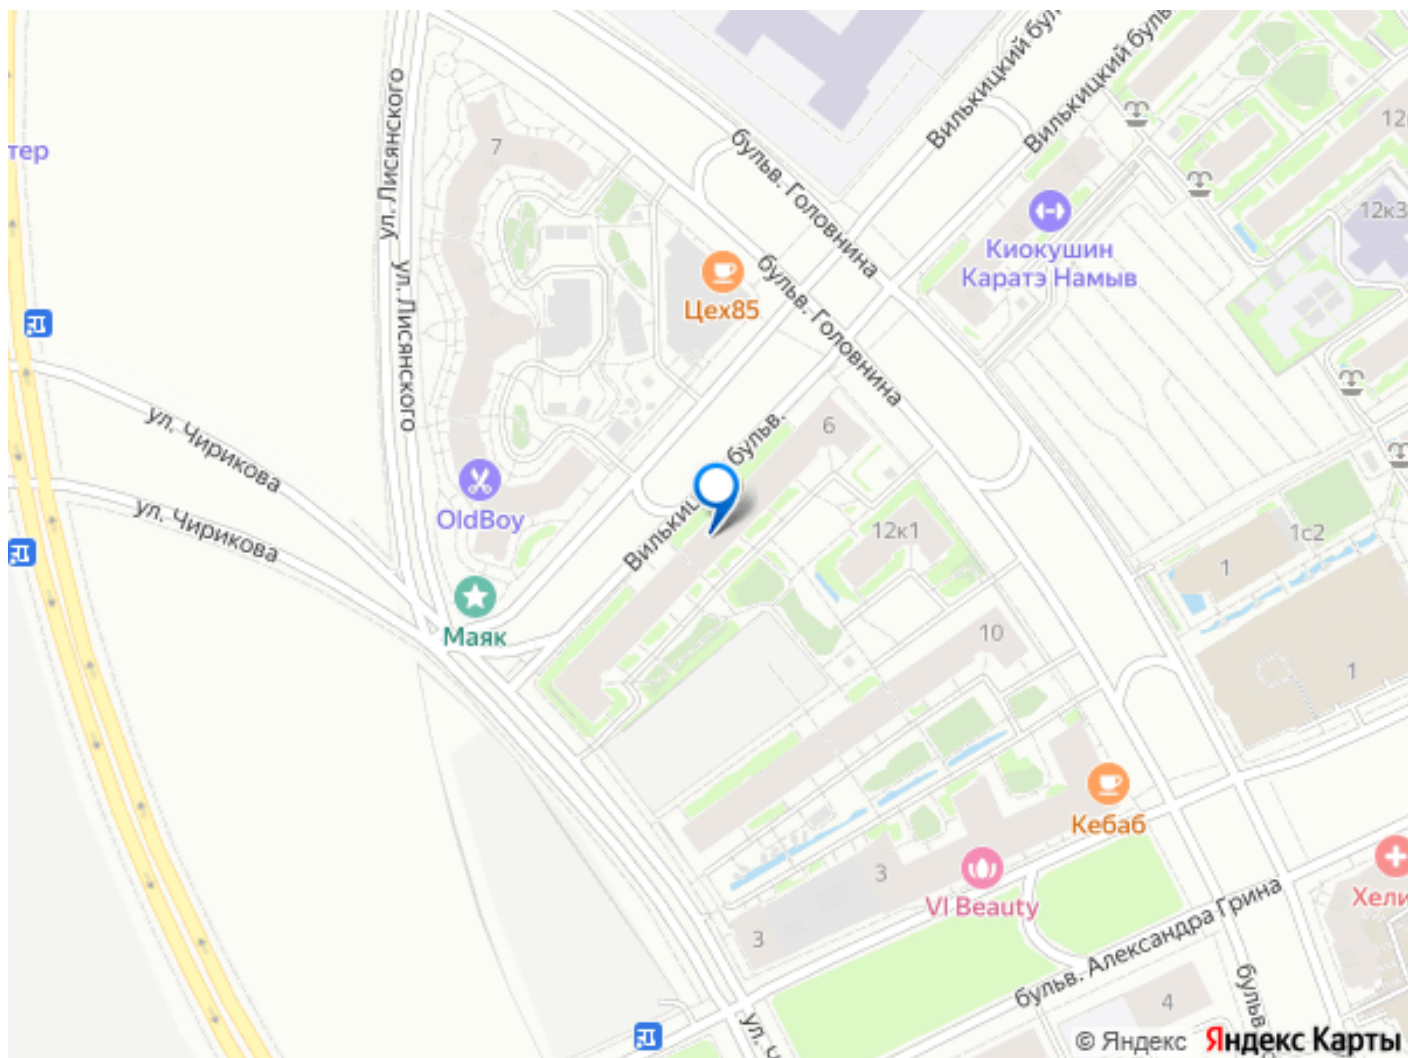 Вилькицкий бул
Вилькицкий буль
ул. Лисянского
7
бульв. Головнина
12к3
тер
Киокушин
Каратэ Намыв
Цех85
бульв. Головнина
ул. Лисянского
ул. Чирикова
6
бульв.
OldBoy
Вилькиц
ул. Чирикова
12к1
1с2
1
Маяк
10
1
Кебаб
3
VI Beauty
Хели
3
бульв. Александра Грина
4
бульв
ул. Ч
© Яндекс Яндекс Карты